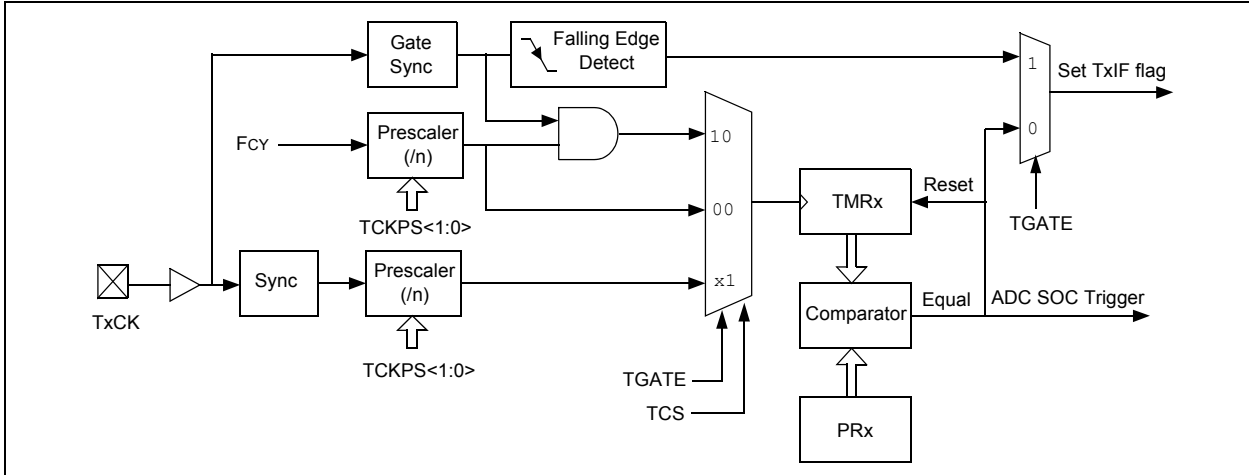 Gate
Sync
Falling Edge
Detect
1
Set TxIF flag
0
FCY
Prescaler
(/n)
10
TCKPS<1:0>
00
TMRx
Reset
TGATE
TxCK
Sync
Prescaler
(/n)
x1
Comparator
Equal
ADC SOC Trigger
TCKPS<1:0>
TGATE
TCS
PRx